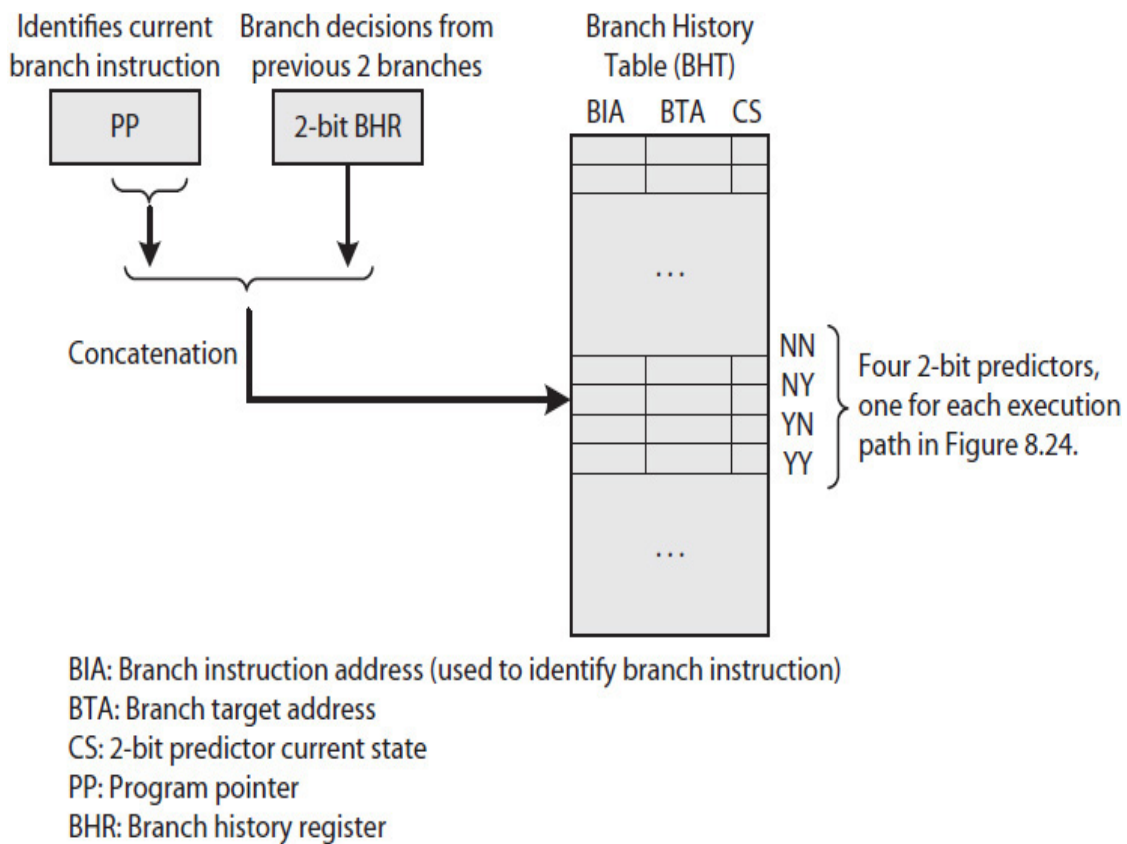 Identifies current
branch instruction
Branch decisions from
previous 2 branches
Branch History
Table (BHT)
PP
2-bit BHR
BIA BTA CS
...
Concatenation
NN
NY
YN
YY
Four 2-bit predictors,
one for each execution
path in Figure 8.24.
...
BIA: Branch instruction address (used to identify branch instruction)
BTA: Branch target address
CS: 2-bit predictor current state
PP: Program pointer
BHR: Branch history register